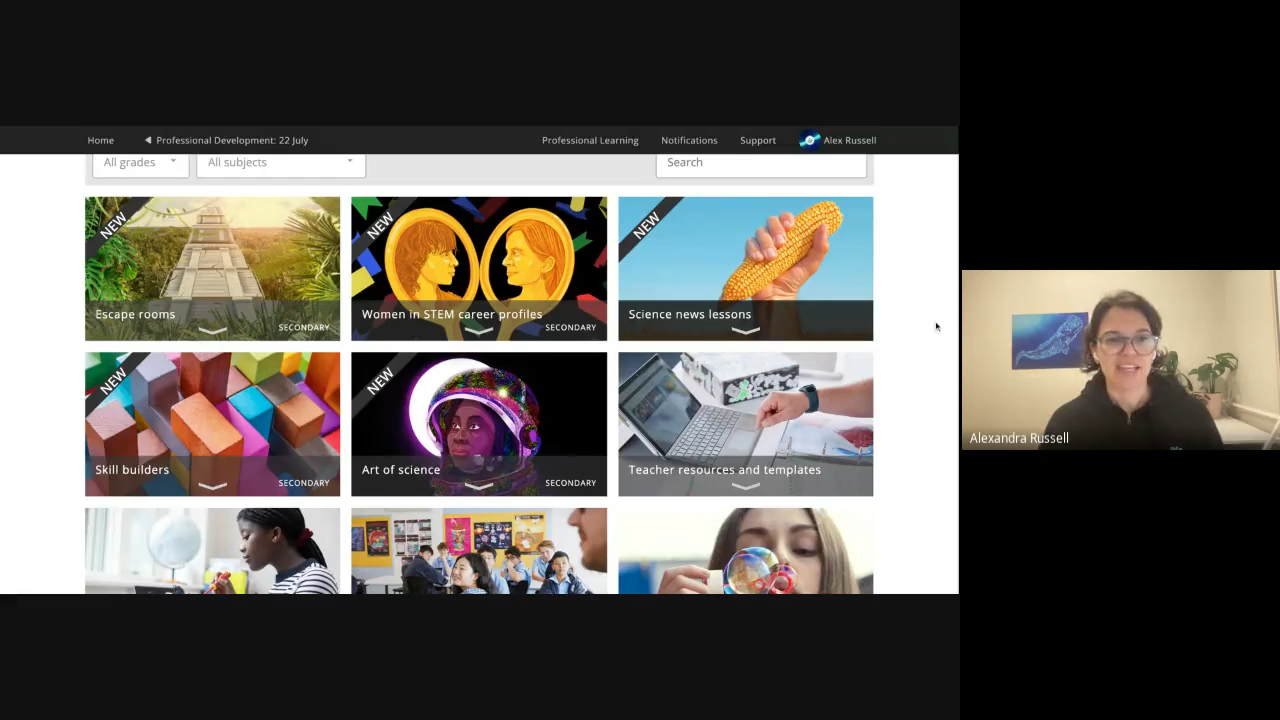 Home
Professional Development: 22 July
Professional Learning
Notifications
Support
Alex Russell
All grades
All subjects
Search
NEW
Escape rooms
SECONDARY
NEW
Women in STEM career profiles
SECONDARY
NEW
Science news lessons
NEW
Skill builders
SECONDARY
NEW
Art of science
SECONDARY
Teacher resources and templates
Alexandra Russell